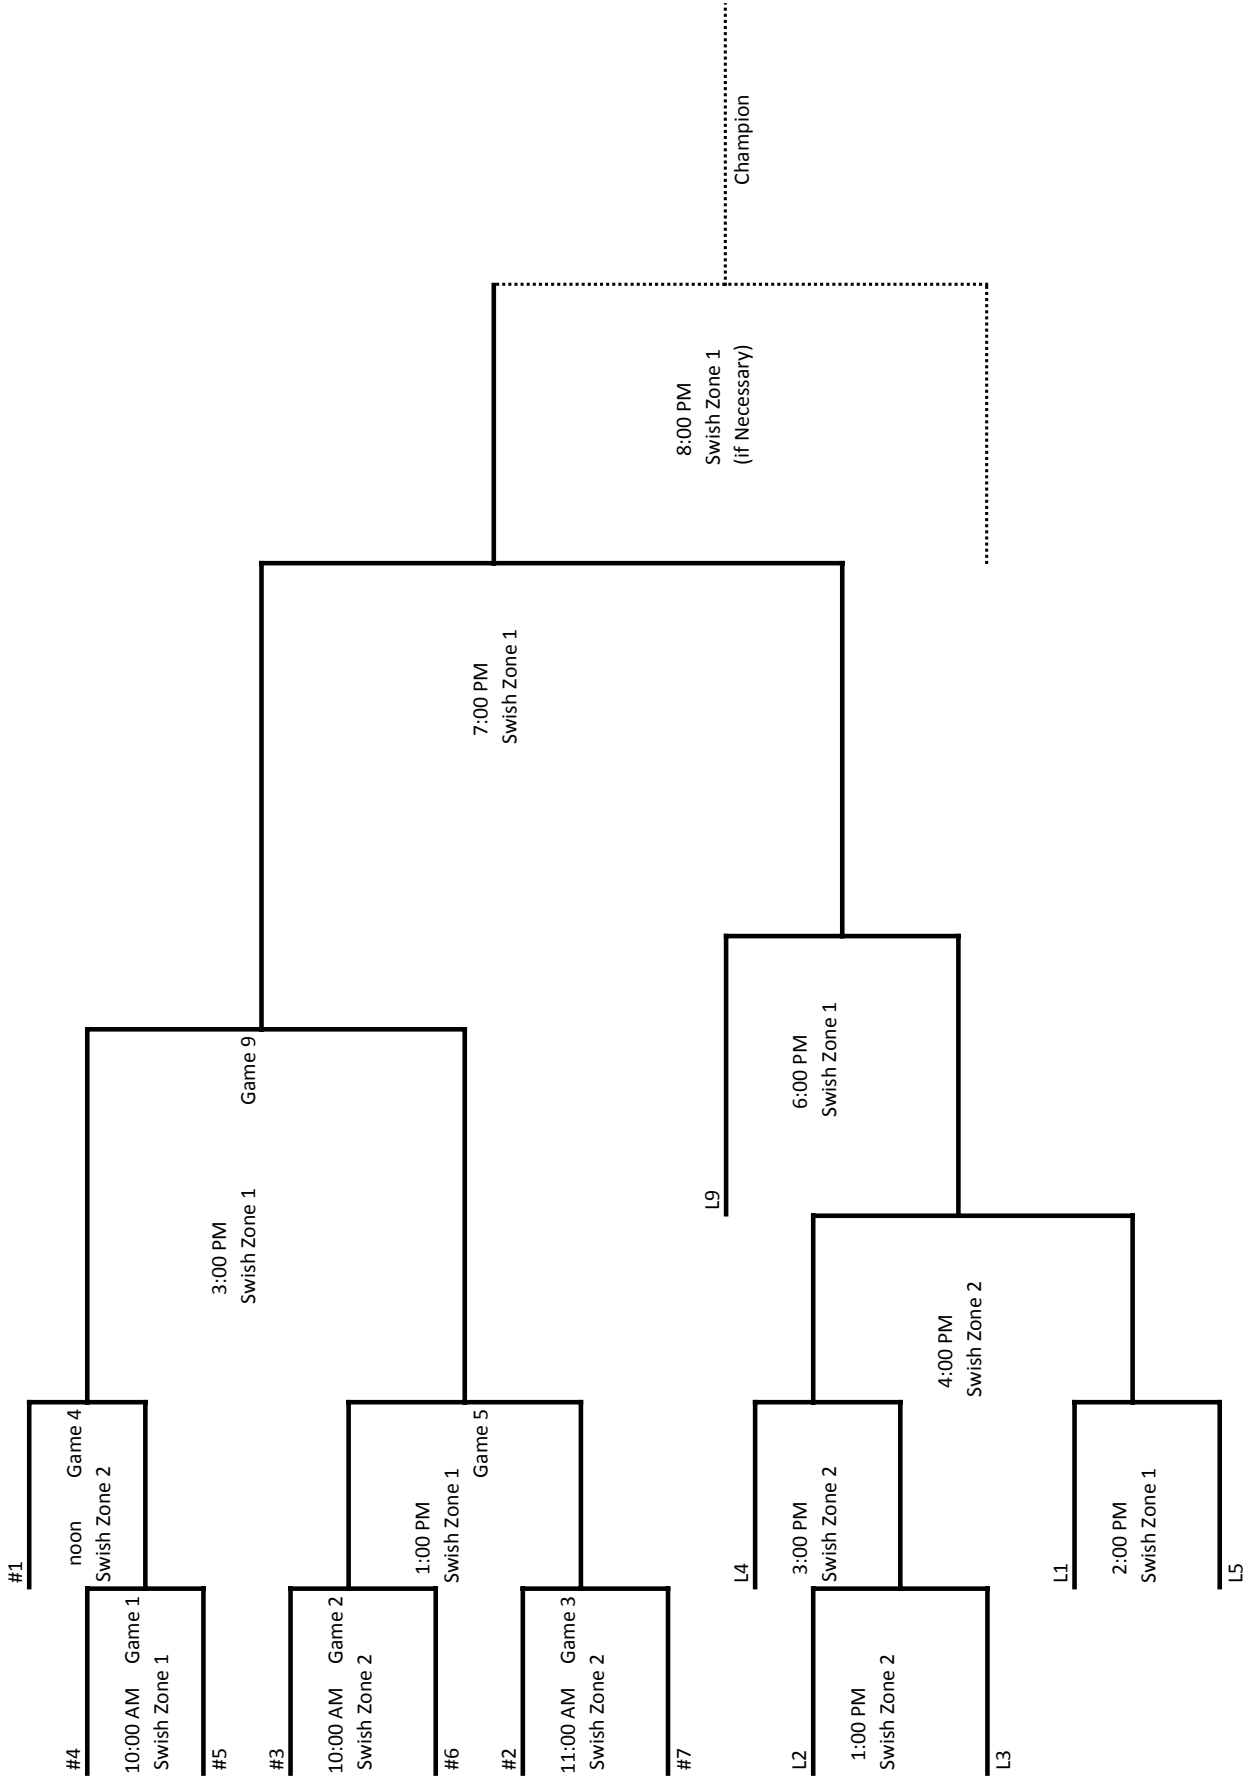 #1
#4
10:00 AM Game 1
Swish Zone 1
#5
noon Game 4
Swish Zone 2
#3
10:00 AM Game 2
Swish Zone 2
#6
1:00 PM
Swish Zone 1
Game 5
#2
11:00 AM Game 3
Swish Zone 2
#7
3:00 PM
Swish Zone 1
Game 9
7:00 PM
Swish Zone 1
8:00 PM
Swish Zone 1
(if Necessary)
Champion
L9
6:00 PM
Swish Zone 1
L4
3:00 PM
Swish Zone 2
L2
1:00 PM
Swish Zone 2
L3
4:00 PM
Swish Zone 2
L1
2:00 PM
Swish Zone 1
L5